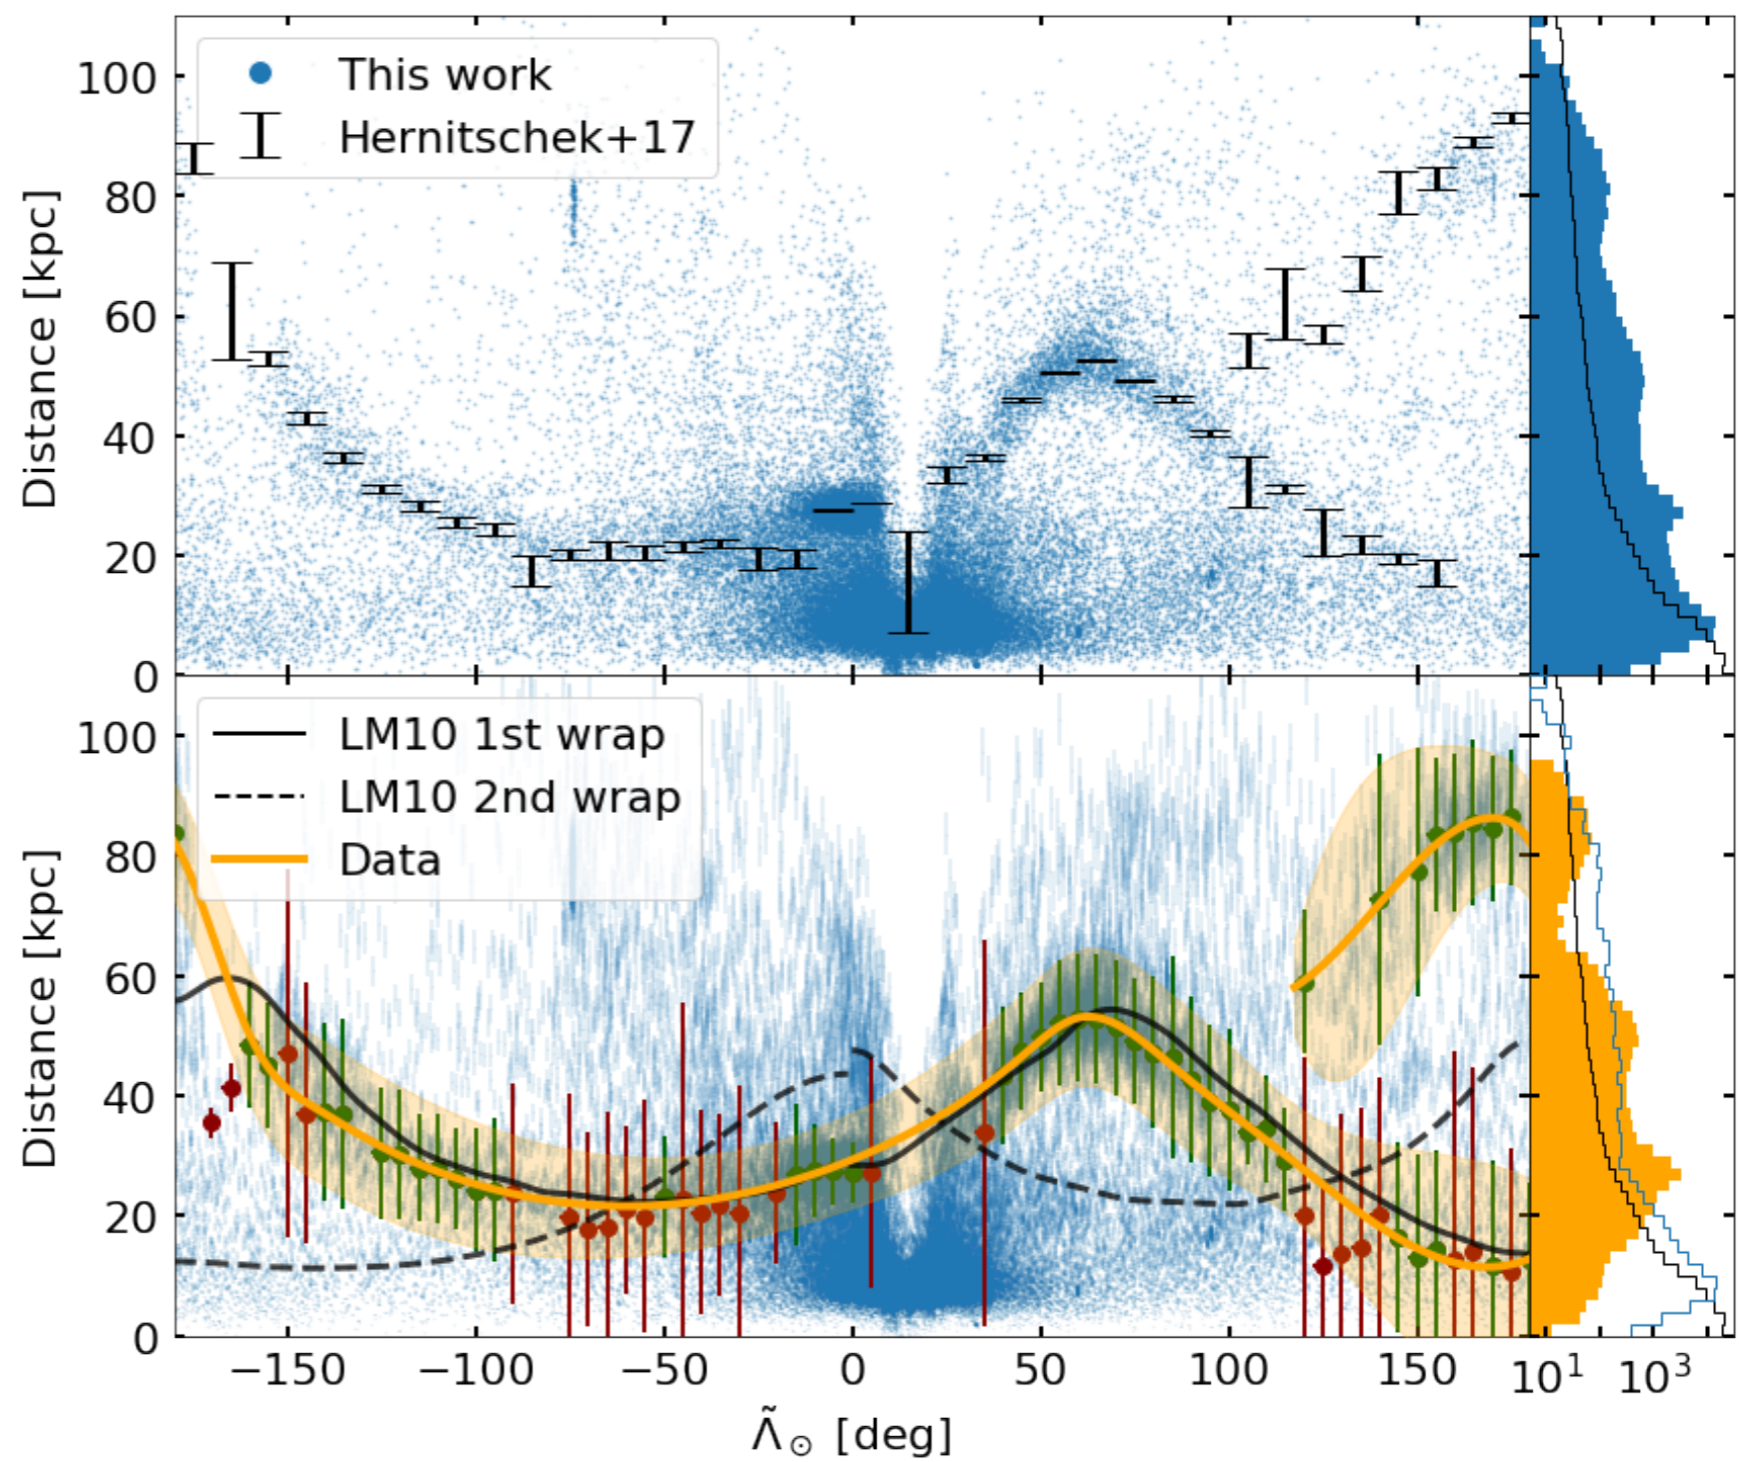 This work
Hernitschek+17
Distance [kpc]
100
80
60
40
20
0
LM10 1st wrap
LM10 2nd wrap
Data
Distance [kpc]
100
80
60
40
20
0
−150 −100 −50 0 50 100 150 10¹ 10³
Λ̃⊙ [deg]